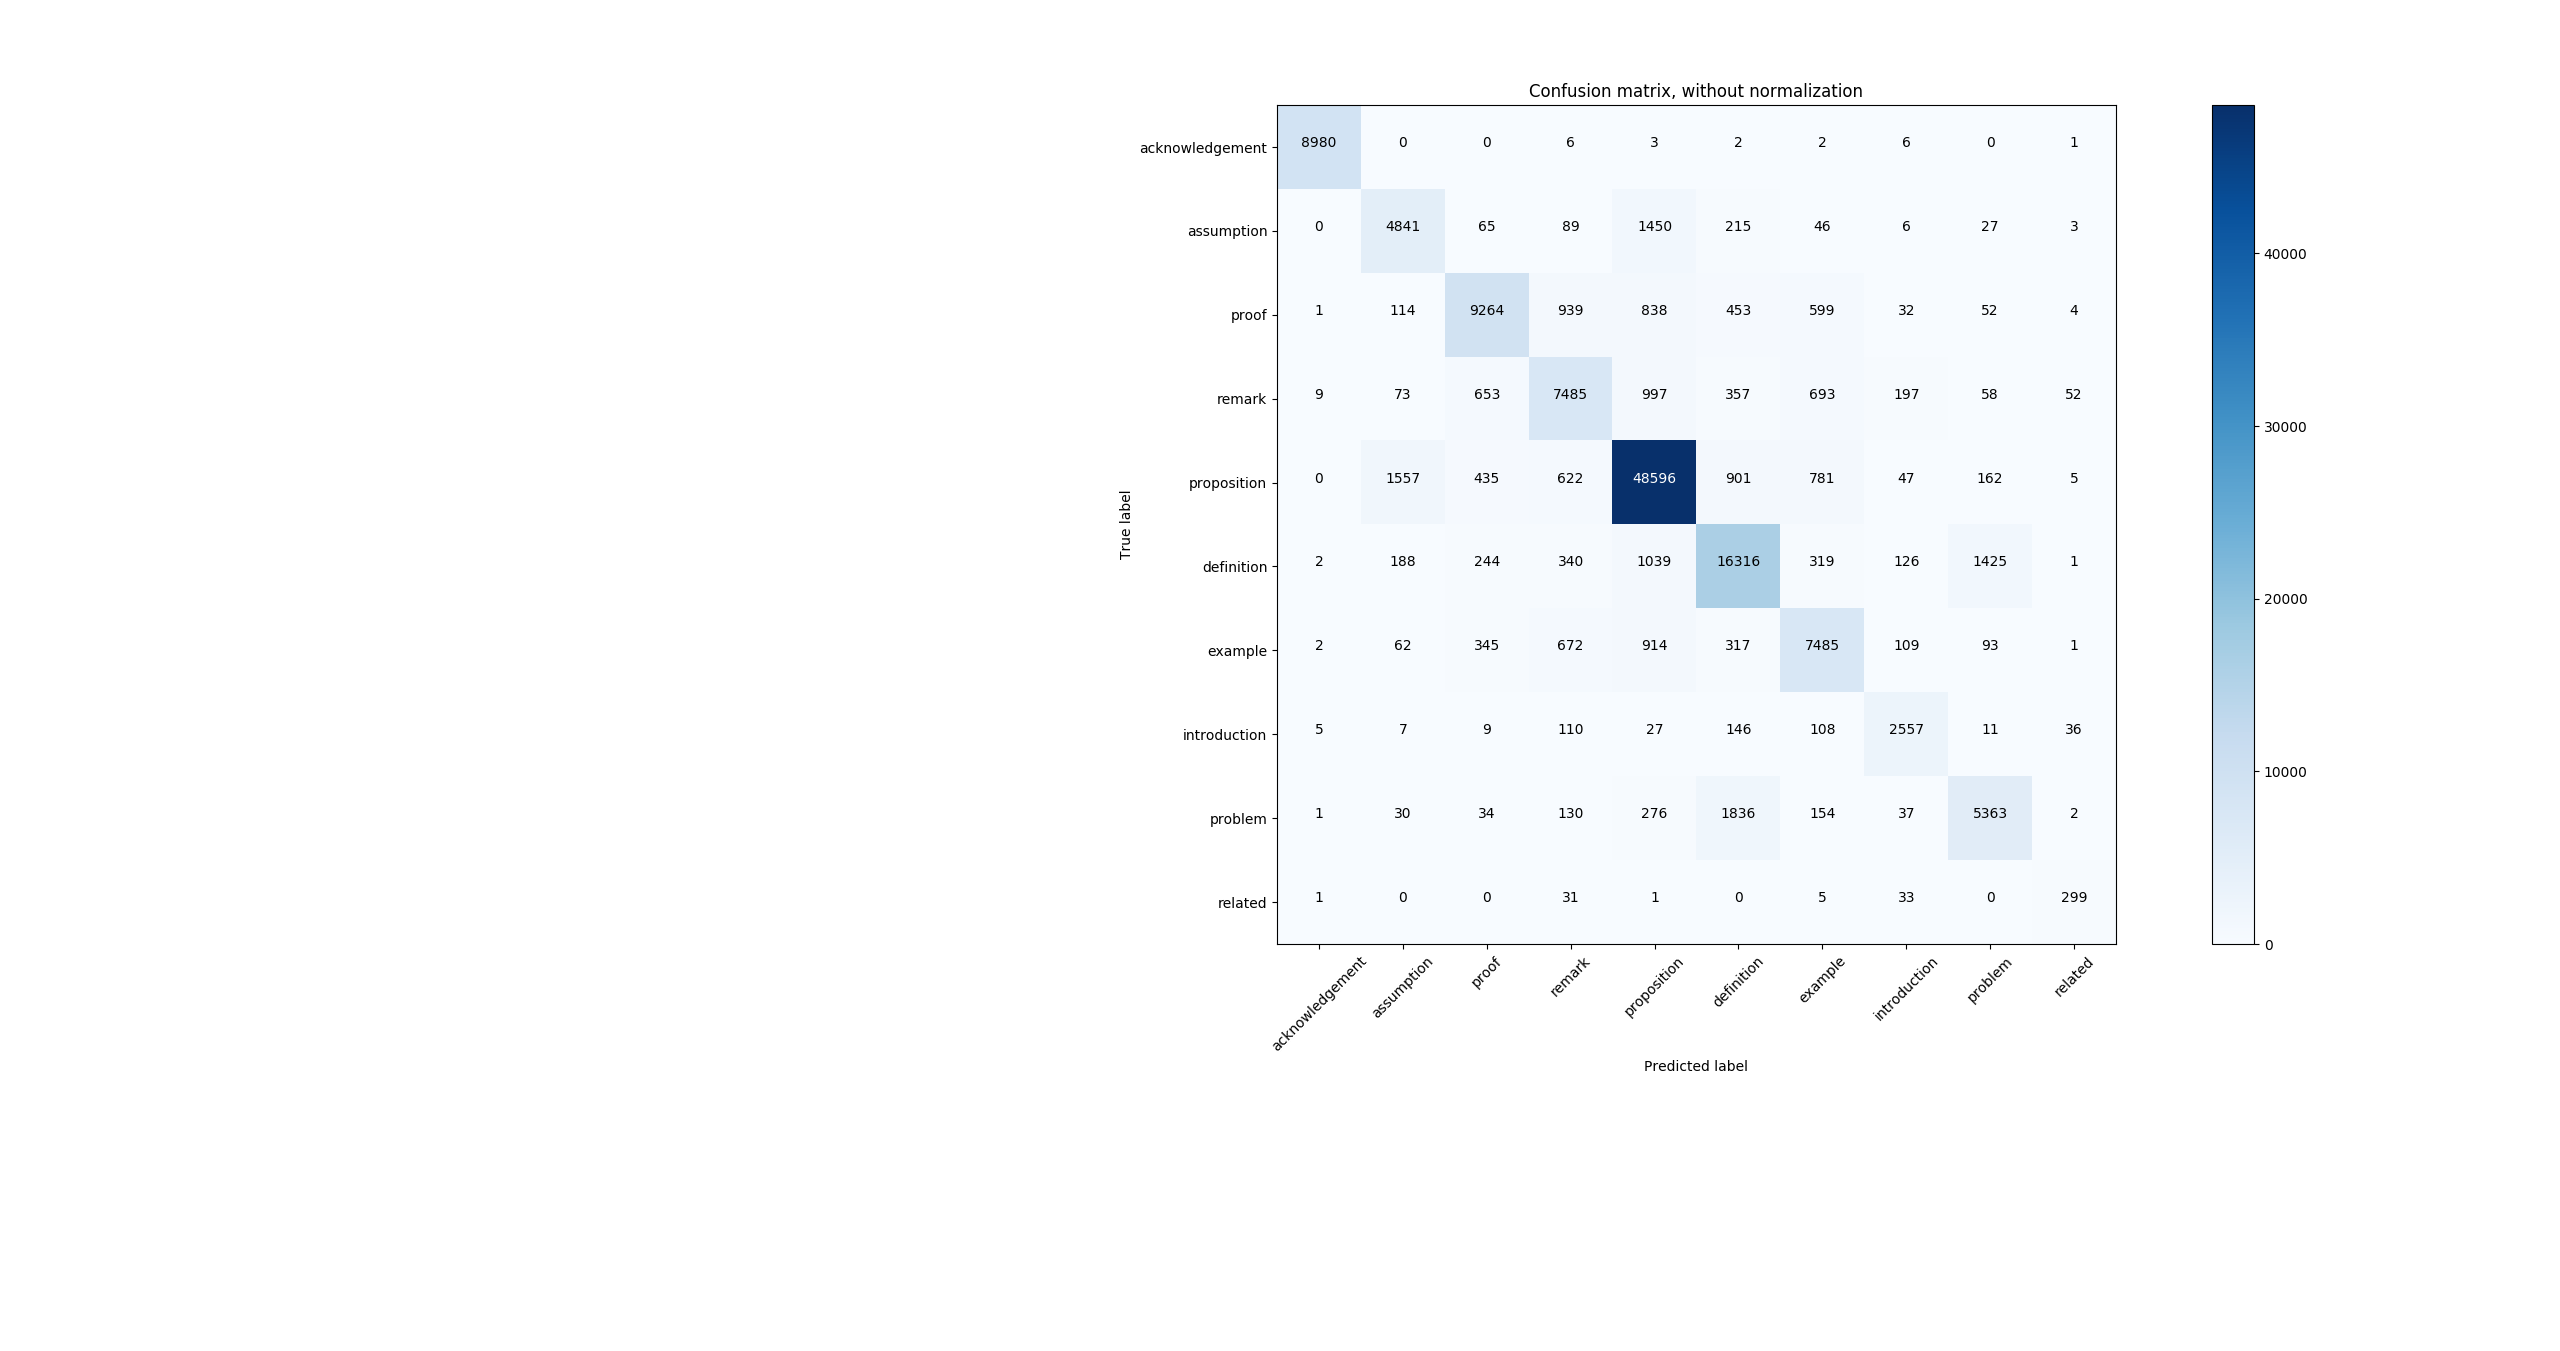 Confusion matrix, without normalization
acknowledgement 8980 0 0 6 3 2 2 6 0 1
assumption 0 4841 65 89 1450 215 46 6 27 3
proof 1 114 9264 939 838 453 599 32 52 4
remark 9 73 653 7485 997 357 693 197 58 52
proposition 0 1557 435 622 48596 901 781 47 162 5
definition 2 188 244 340 1039 16316 319 126 1425 1
example 2 62 345 672 914 317 7485 109 93 1
introduction 5 7 9 110 27 146 108 2557 11 36
problem 1 30 34 130 276 1836 154 37 5363 2
related 1 0 0 31 1 0 5 33 0 299
True label
acknowledgement assumption proof remark proposition definition example introduction problem related
Predicted label
40000
30000
20000
10000
0